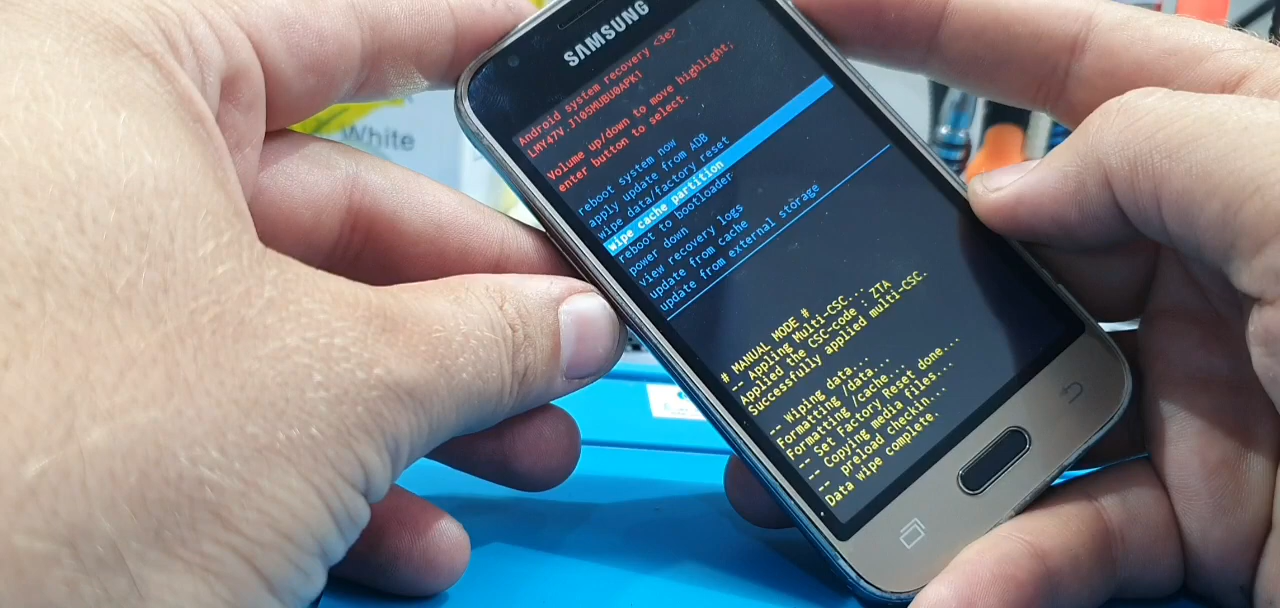 White
SAMSUNG
Android system recovery <3e>
LMY47V.J105MUBU0APK1
Volume up/down to move highlight;
enter button to select.
reboot system now
apply update from ADB
wipe data/factory reset
wipe cache partition
reboot to bootloader
power down
view recovery logs
update from cache
update from external storage
# MANUAL MODE #
-- Appling Multi-CSC...
Applied the CSC-code : ZTA
Successfully applied multi-CSC.
-- Wiping data...
Formatting /data...
Formatting /cache...
-- Set Factory Reset done...
-- Copying media files...
-- preload checkin...
Data wipe complete.